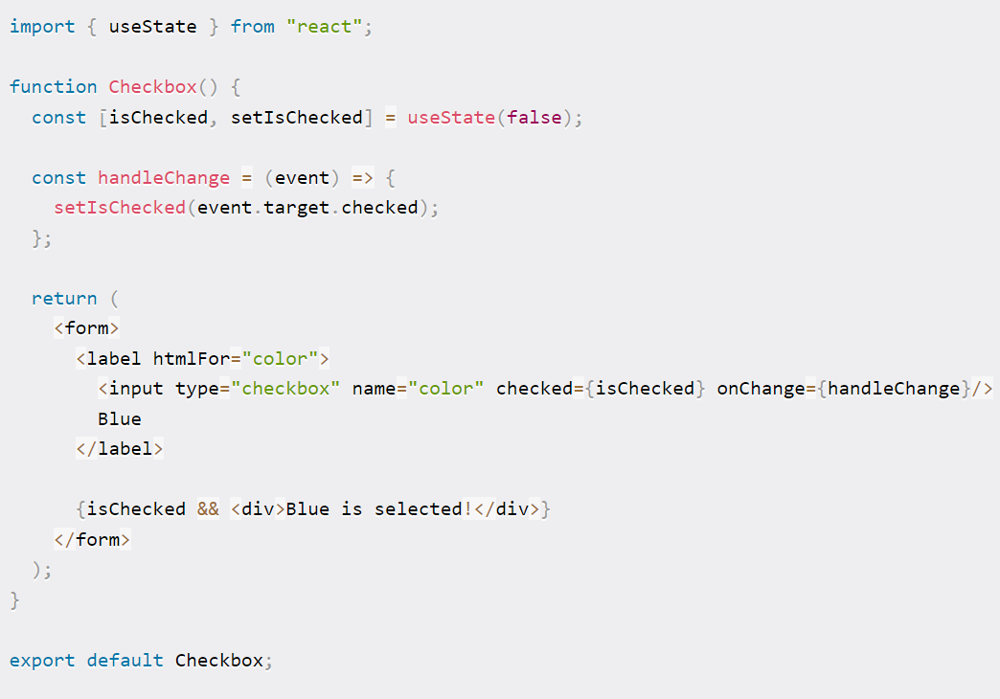 import { useState } from "react";
function Checkbox() {
const [isChecked, setIsChecked] = useState(false);
const handleChange = (event) => {
setIsChecked(event.target.checked);
};
return (
<form>
<label htmlFor="color">
<input type="checkbox" name="color" checked={isChecked} onChange={handleChange}/>
Blue
</label>
{isChecked && <div>Blue is selected!</div>}
</form>
);
}
export default Checkbox;